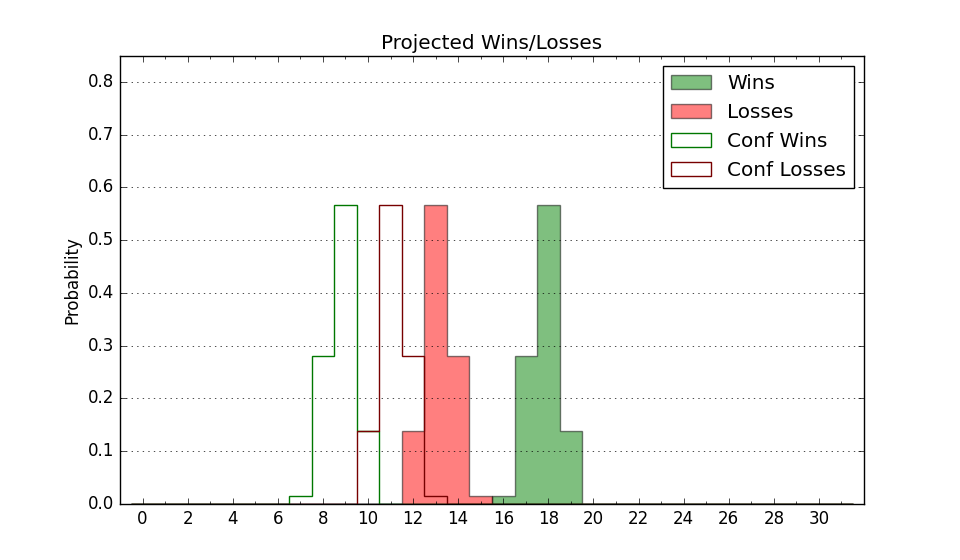 Projected Wins/Losses
Wins
Losses
Conf Wins
Conf Losses
Probability
0.8
0.7
0.6
0.5
0.4
0.3
0.2
0.1
0.0
0 2 4 6 8 10 12 14 16 18 20 22 24 26 28 30